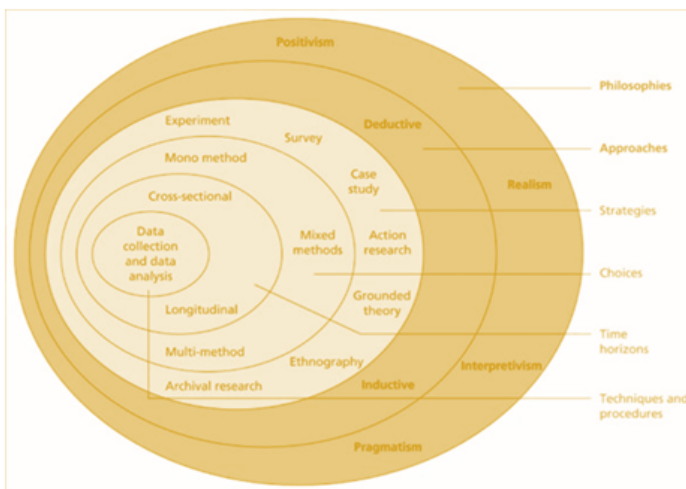 Positivism
Philosophies
Experiment
Deductive
Survey
Approaches
Mono method
Case
study
Realism
Cross-sectional
Strategies
Data
collection
and data
analysis
Mixed
methods
Action
research
Choices
Longitudinal
Grounded
theory
Time
horizons
Multi-method
Ethnography
Interpretivism
Archival research
Inductive
Techniques and
procedures
Pragmatism